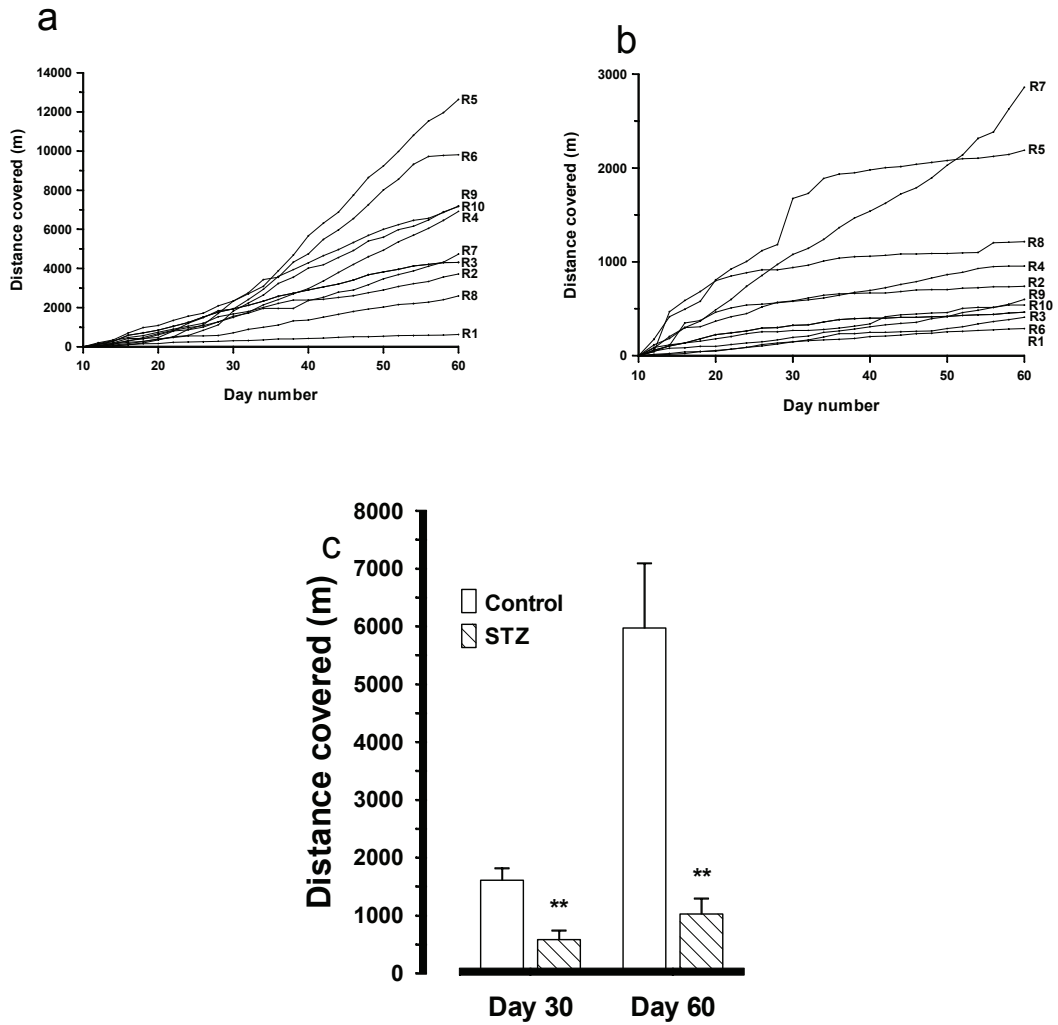 a
Distance covered (m)
14000
12000
10000
8000
6000
4000
2000
0
10 20 30 40 50 60
Day number
R5
R6
R9
R10
R4
R7
R3
R2
R8
R1
b
Distance covered (m)
3000
2000
1000
0
10 20 30 40 50 60
Day number
R7
R5
R8
R4
R2
R9
R10
R3
R6
R1
c
Distance covered (m)
8000
7000
6000
5000
4000
3000
2000
1000
0
Control
STZ
**
**
Day 30 Day 60